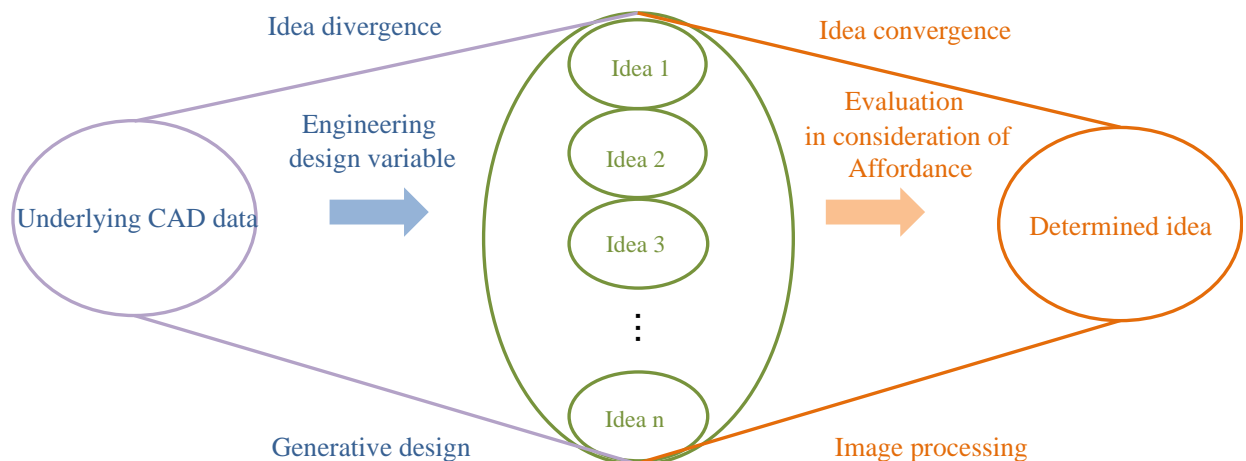 Idea divergence
Idea convergence
Engineering
design variable
Evaluation
in consideration of
Affordance
Underlying CAD data
Idea 1
Idea 2
Idea 3
⋮
Idea n
Determined idea
Generative design
Image processing